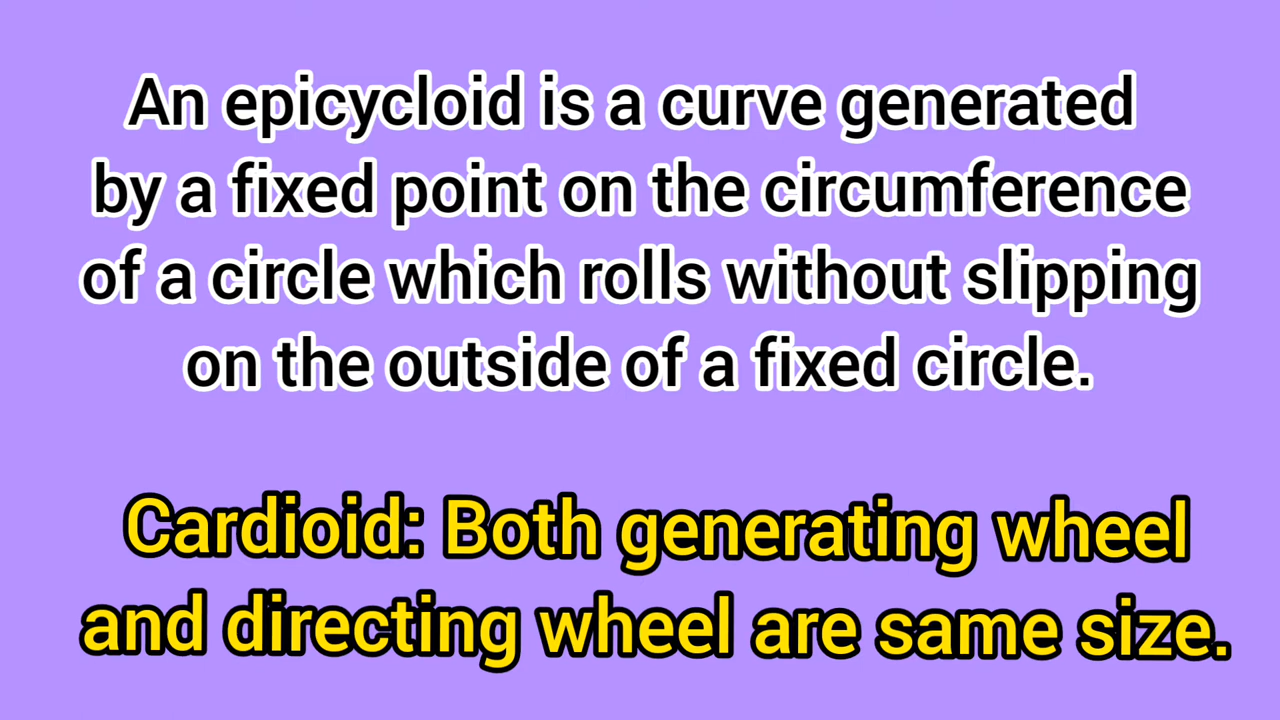 An epicycloid is a curve generated
by a fixed point on the circumference
of a circle which rolls without slipping
on the outside of a fixed circle.
Cardioid: Both generating wheel
and directing wheel are same size.